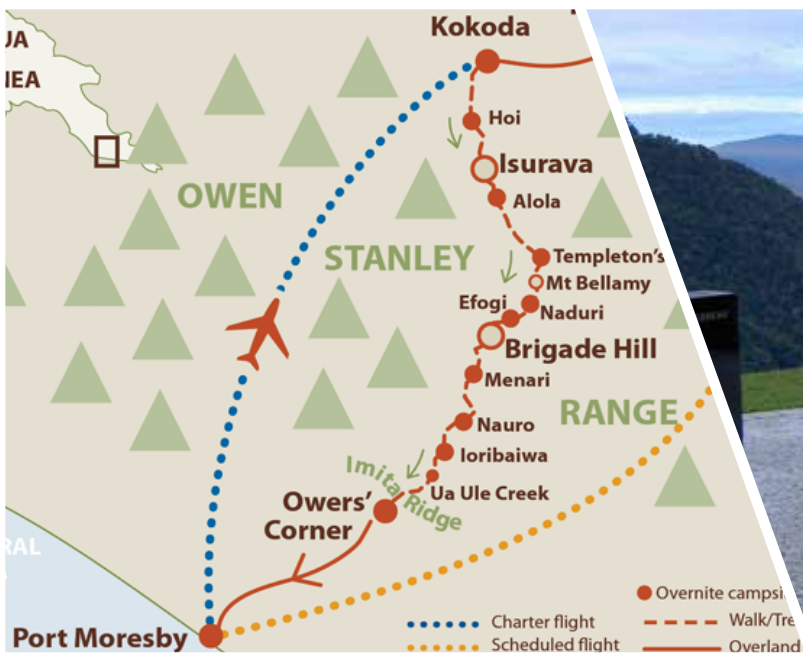 Kokoda
UA
NEA
Hoi
Isurava
OWEN
Alola
STANLEY
Templeton's
Mt Bellamy
Efogi
Naduri
Brigade Hill
Menari
RANGE
Nauro
Ioribaiwa
Imita Ridge
Ua Ule Creek
Owers'
Corner
RAL
Overnite campsi
Charter flight
Walk/Tre
Port Moresby
Scheduled flight
Overland